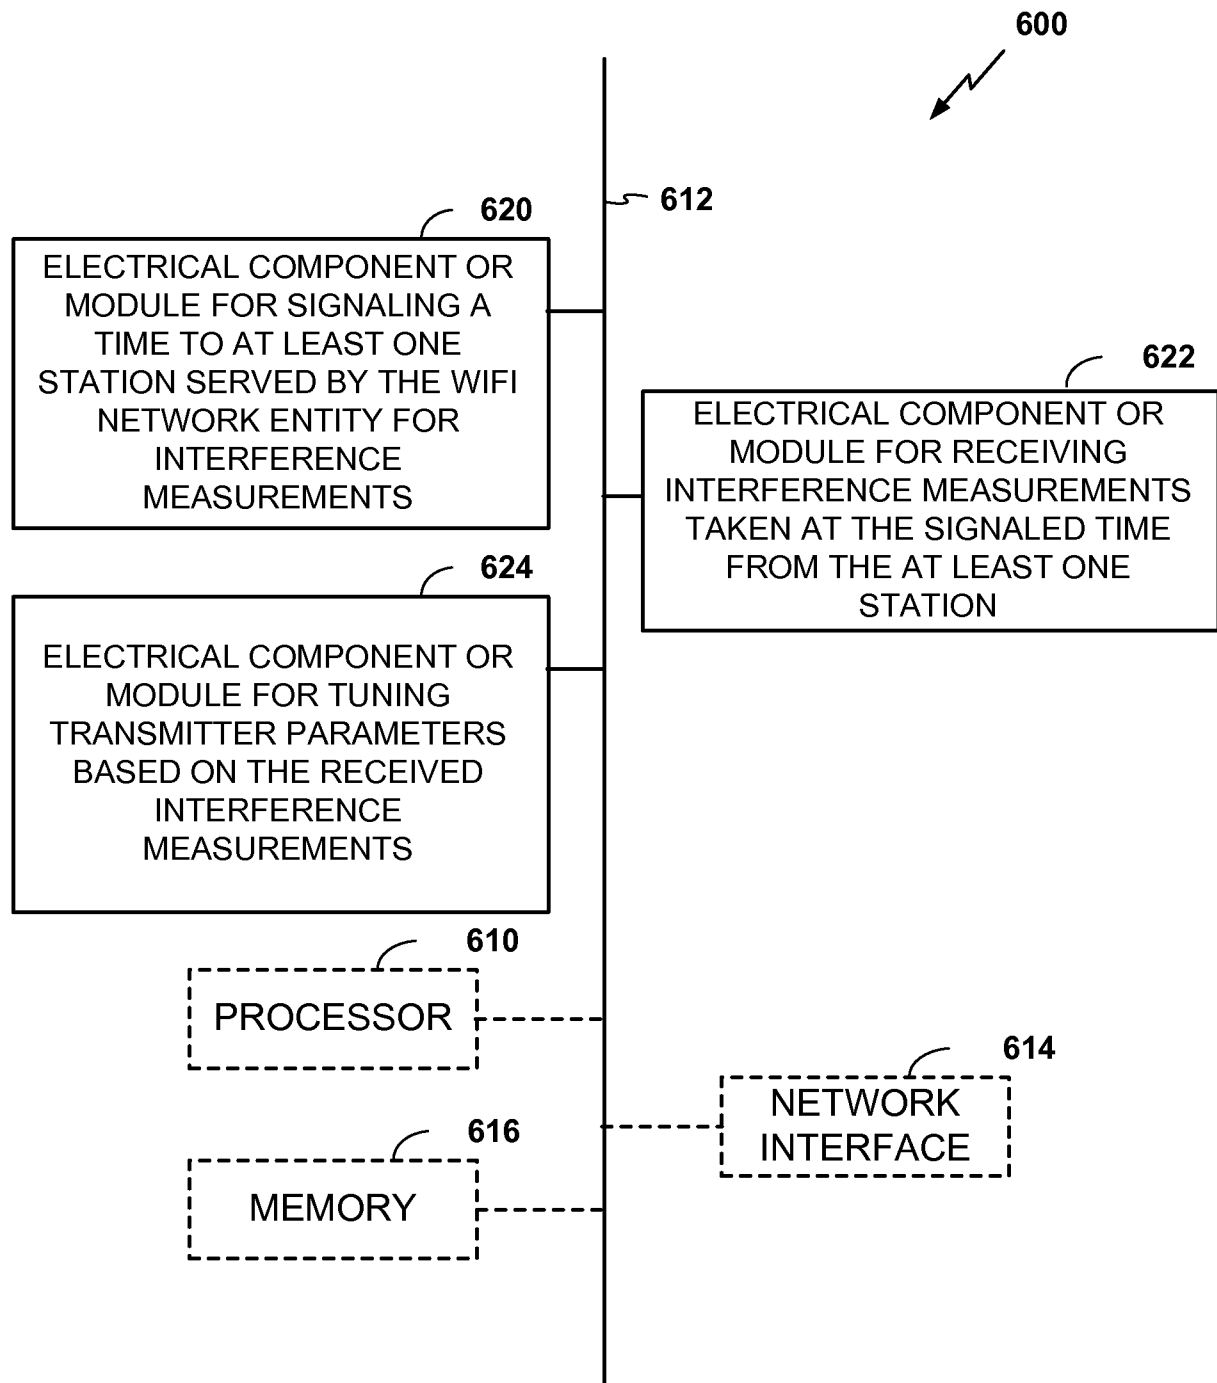 600
612
620
ELECTRICAL COMPONENT OR
MODULE FOR SIGNALING A
TIME TO AT LEAST ONE
STATION SERVED BY THE WIFI
NETWORK ENTITY FOR
INTERFERENCE
MEASUREMENTS
622
ELECTRICAL COMPONENT OR
MODULE FOR RECEIVING
INTERFERENCE MEASUREMENTS
TAKEN AT THE SIGNALED TIME
FROM THE AT LEAST ONE
STATION
624
ELECTRICAL COMPONENT OR
MODULE FOR TUNING
TRANSMITTER PARAMETERS
BASED ON THE RECEIVED
INTERFERENCE
MEASUREMENTS
610
PROCESSOR
614
NETWORK
INTERFACE
616
MEMORY